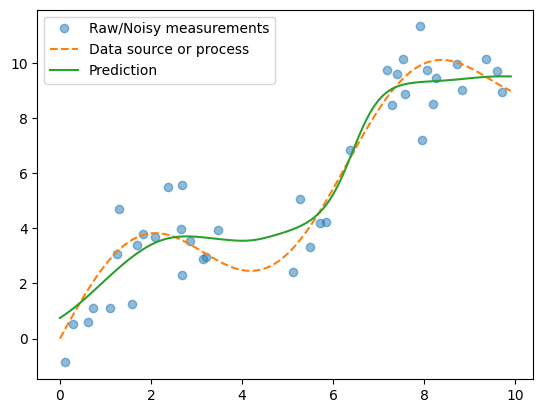 Raw/Noisy measurements
Data source or process
Prediction
10
8
6
4
2
0
0 2 4 6 8 10